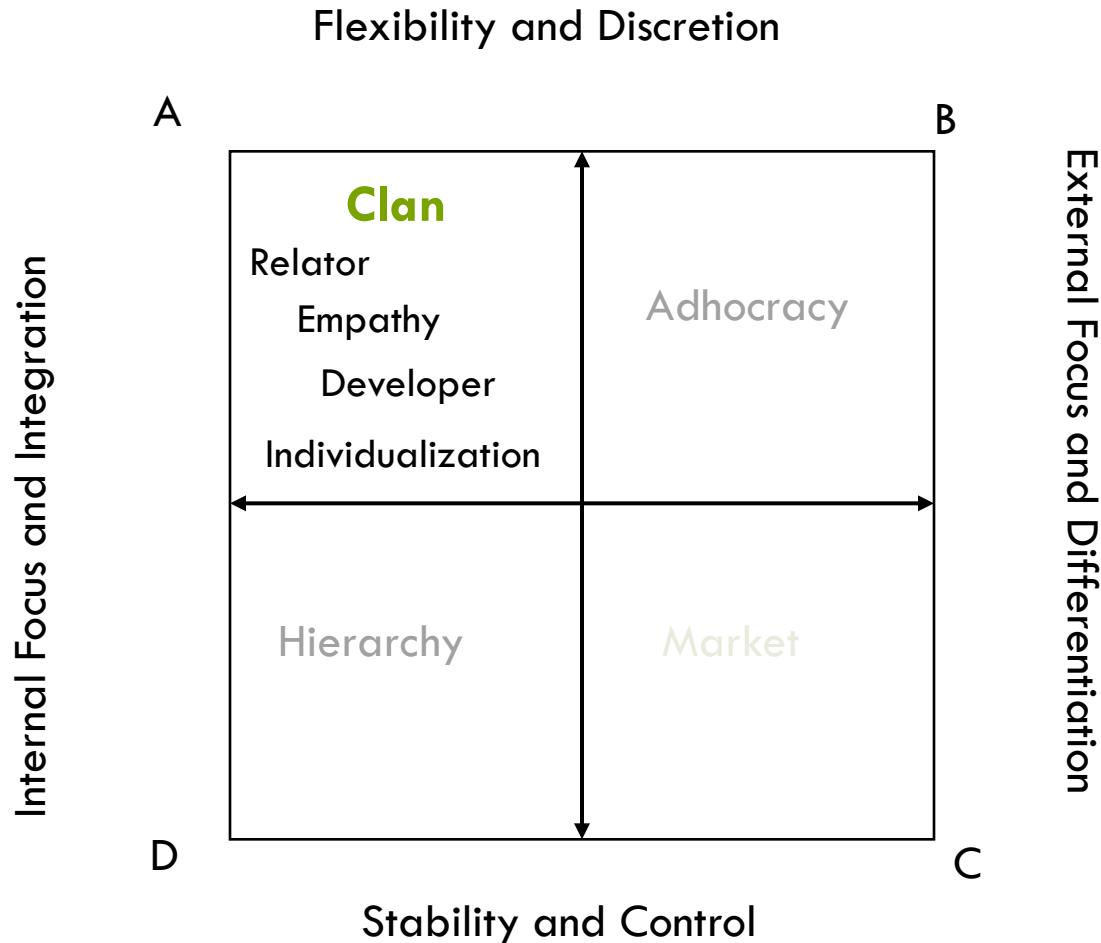 Flexibility and Discretion
A
B
Clan
Relator
Empathy
Developer
Individualization
Adhocracy
Internal Focus and Integration
External Focus and Differentiation
Hierarchy
Market
D
C
Stability and Control